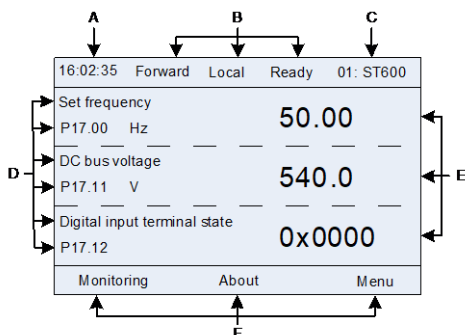 A B C
16:02:35 Forward Local Ready 01: ST600
Set frequency
P17.00 Hz 50.00
DC bus voltage
D P17.11 V 540.0 E
Digital input terminal state
P17.12 0x0000
Monitoring About Menu
F